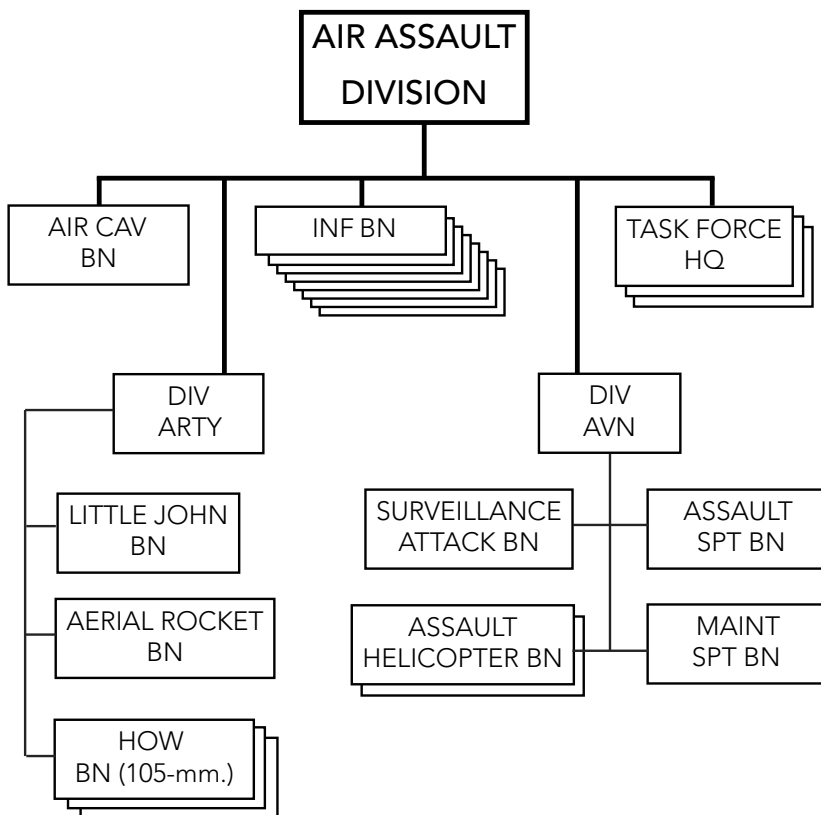 AIR ASSAULT
DIVISION
AIR CAV
BN
INF BN
TASK FORCE
HQ
DIV
ARTY
DIV
AVN
LITTLE JOHN
BN
SURVEILLANCE
ATTACK BN
ASSAULT
SPT BN
AERIAL ROCKET
BN
ASSAULT
HELICOPTER BN
MAINT
SPT BN
HOW
BN (105-mm.)